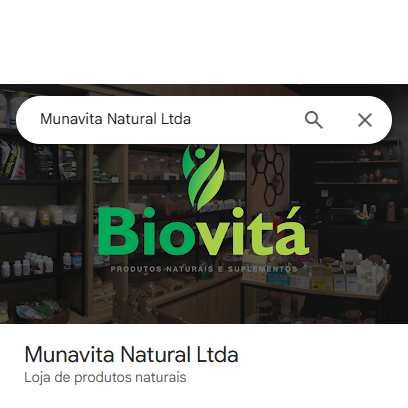 Munavita Natural Ltda
Biovitá
PRODUTOS NATURAIS E SUPLEMENTOS
Munavita Natural Ltda
Loja de produtos naturais